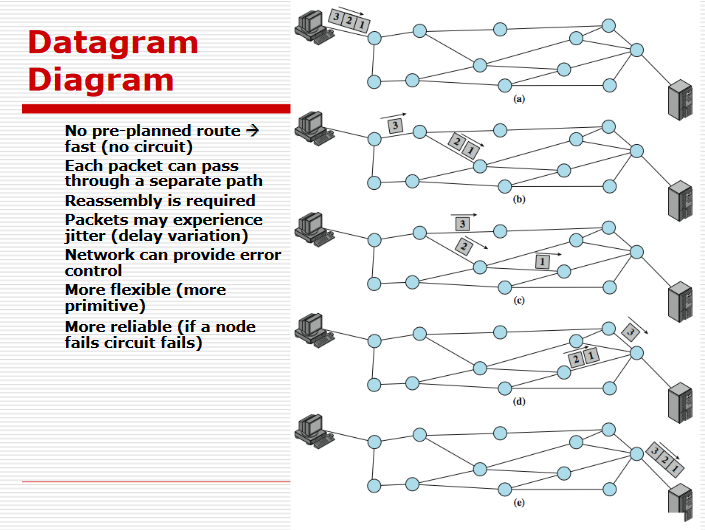 Datagram
Diagram
No pre-planned route →
fast (no circuit)
Each packet can pass
through a separate path
Reassembly is required
Packets may experience
jitter (delay variation)
Network can provide error
control
More flexible (more
primitive)
More reliable (if a node
fails circuit fails)
3 2 1
(a)
3
2 1
(b)
3
2
1
(c)
3
2 1
(d)
3 2 1
(e)